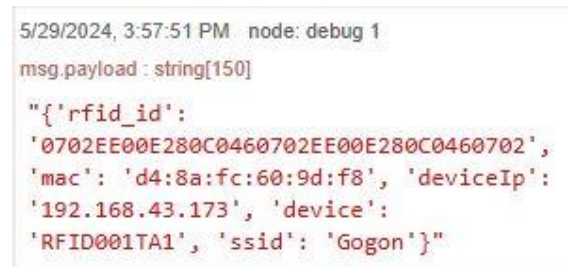 5/29/2024, 3:57:51 PM node: debug 1
msg.payload : string[150]
"{'rfid_id':
'0702EE00E280C0460702EE00E280C0460702',
'mac': 'd4:8a:fc:60:9d:f8', 'deviceIp':
'192.168.43.173', 'device':
'RFID001TA1', 'ssid': 'Gogon'}"